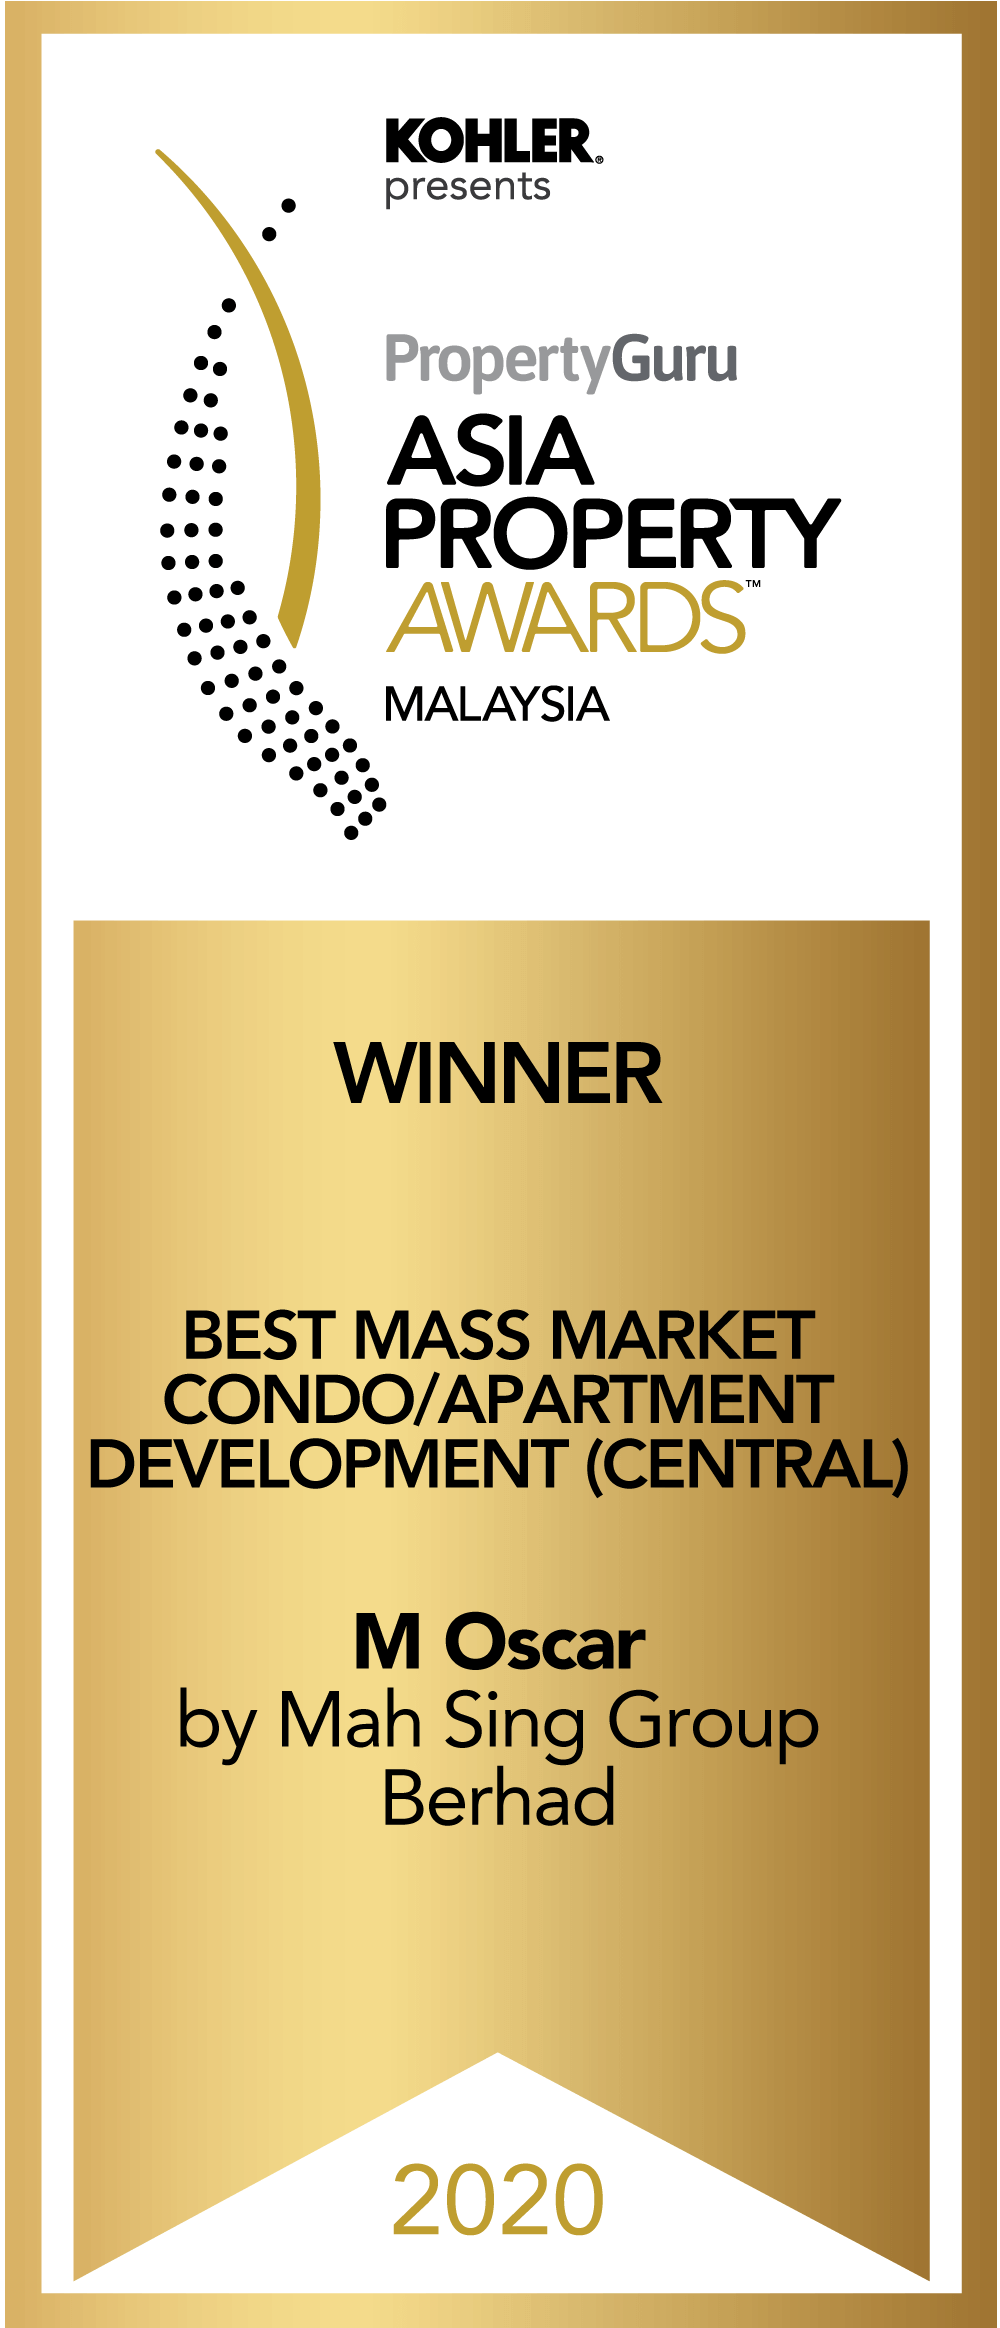 KOHLER®
presents
PropertyGuru
ASIA
PROPERTY
AWARDS™
MALAYSIA
WINNER
BEST MASS MARKET
CONDO/APARTMENT
DEVELOPMENT (CENTRAL)
M Oscar
by Mah Sing Group
Berhad
2020